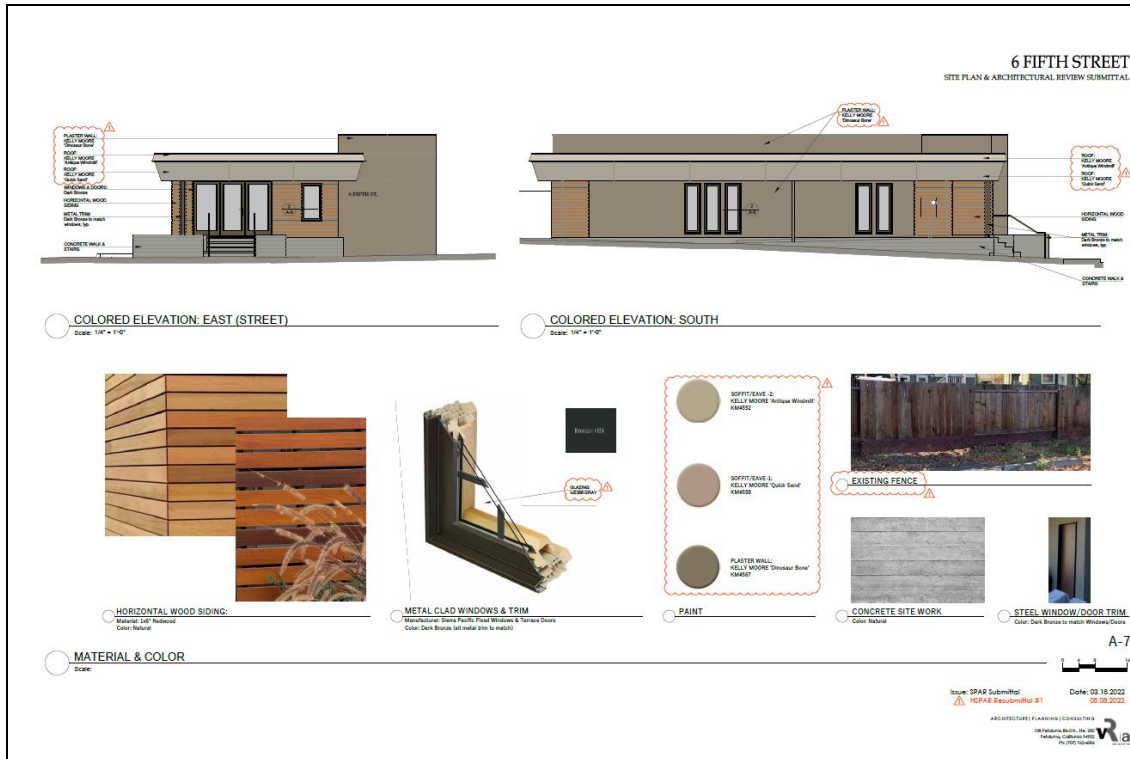 6 FIFTH STREET
SITE PLAN & ARCHITECTURAL REVIEW SUBMITTAL
PLASTER WALL:
KELLY MOORE
'Dinosaur Bone'
ROOF:
KELLY MOORE
'Antique Windmill'
ROOF:
KELLY MOORE
'Quick Sand'
WINDOWS & DOORS:
Dark Bronze
HORIZONTAL WOOD
SIDING
METAL TRIM:
Dark Bronze to match
windows, typ.
CONCRETE WALK &
STAIRS
6 FIFTH ST.
PLASTER WALL:
KELLY MOORE
'Dinosaur Bone'
ROOF:
KELLY MOORE
'Antique Windmill'
ROOF:
KELLY MOORE
'Quick Sand'
HORIZONTAL WOOD
SIDING
METAL TRIM:
Dark Bronze to match
windows, typ.
CONCRETE WALK &
STAIRS
COLORED ELEVATION: EAST (STREET)
Scale: 1/4" = 1'-0"
COLORED ELEVATION: SOUTH
Scale: 1/4" = 1'-0"
GLAZING:
SOFFIT/EAVE -2:
KELLY MOORE 'Antique Windmill'
KM4552
SOFFIT/EAVE-1:
KELLY MOORE 'Quick Sand'
KM4558
PLASTER WALL:
KELLY MOORE 'Dinosaur Bone'
KM4567
EXISTING FENCE
HORIZONTAL WOOD SIDING:
Material: 1x6" Redwood
Color: Natural
METAL CLAD WINDOWS & TRIM
Manufacturer: Sierra Pacific Fixed Windows & Terrace Doors
Color: Dark Bronze (all metal trim to match)
PAINT
CONCRETE SITE WORK
Color: Natural
STEEL WINDOW/DOOR TRIM
Color: Dark Bronze to match Windows/Doors
MATERIAL & COLOR
Scale:
A-7
Issue: SPAR Submittal
Date: 03.18.2022
HSPAR Resubmittal #1
08.08.2022
ARCHITECTURE | PLANNING | CONSULTING
Petaluma, California 94952